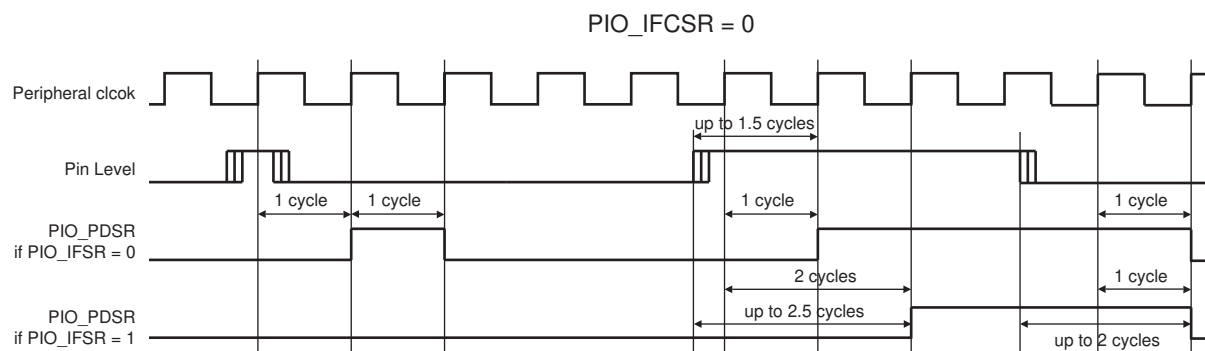 PIO_IFCSR = 0
Peripheral clcok
up to 1.5 cycles
Pin Level
1 cycle 1 cycle 1 cycle 1 cycle
PIO_PDSR
if PIO_IFSR = 0
2 cycles 1 cycle
PIO_PDSR
if PIO_IFSR = 1
up to 2.5 cycles
up to 2 cycles